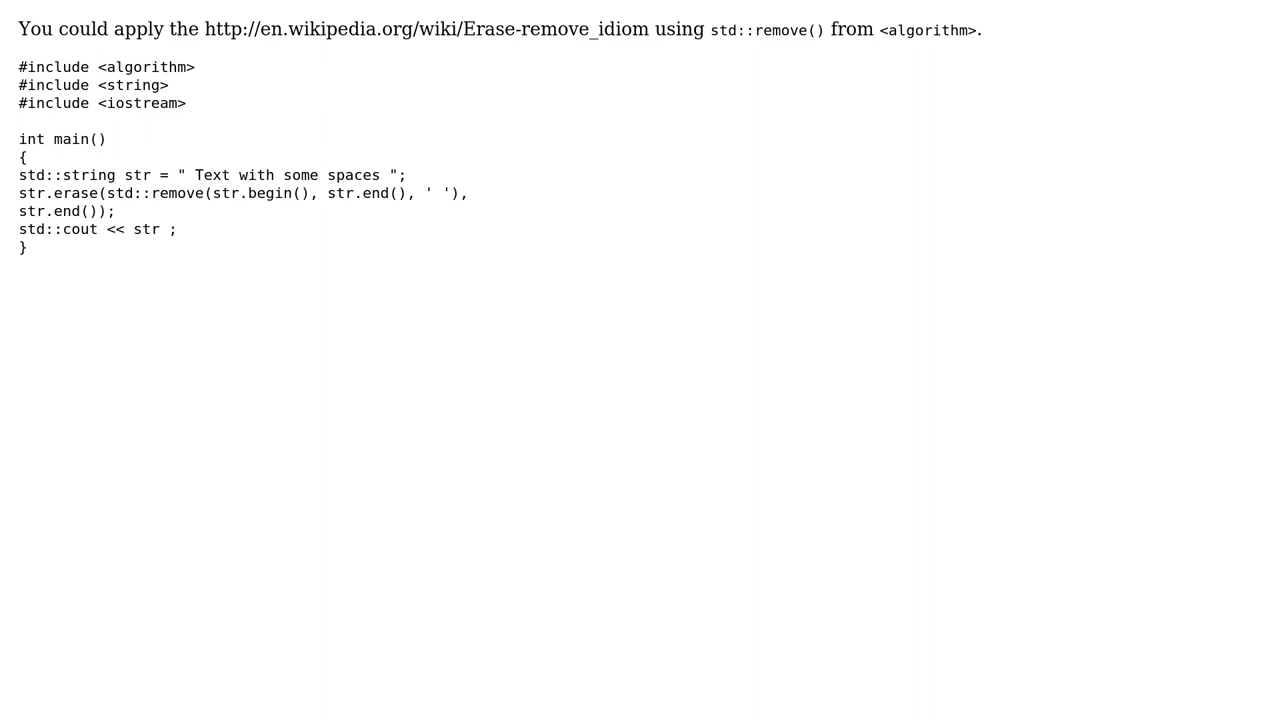 You could apply the http://en.wikipedia.org/wiki/Erase-remove_idiom using std::remove() from <algorithm>.
#include <algorithm>
#include <string>
#include <iostream>
int main()
{
std::string str = " Text with some spaces ";
str.erase(std::remove(str.begin(), str.end(), ' '),
str.end());
std::cout << str ;
}